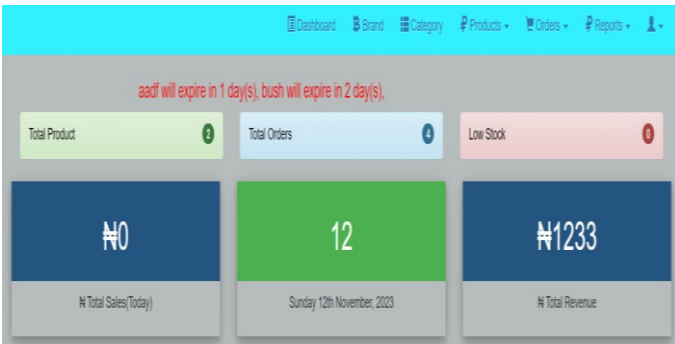 Dashboard Brand Category Products Orders Reports
aadf will expire in 1 day(s), bush will expire in 2 day(s),
Total Product 2 Total Orders 4 Low Stock 0
₦0 12 ₦1233
₦ Total Sales(Today) Sunday 12th November, 2023 ₦ Total Revenue